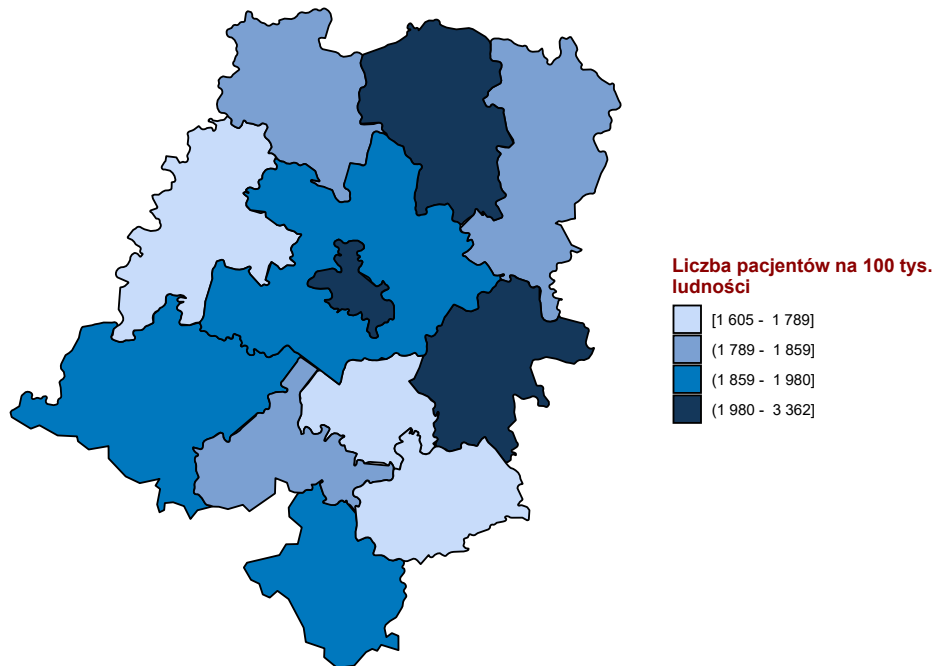 Liczba pacjentów na 100 tys.
ludności
[1 605 - 1 789]
(1 789 - 1 859]
(1 859 - 1 980]
(1 980 - 3 362]